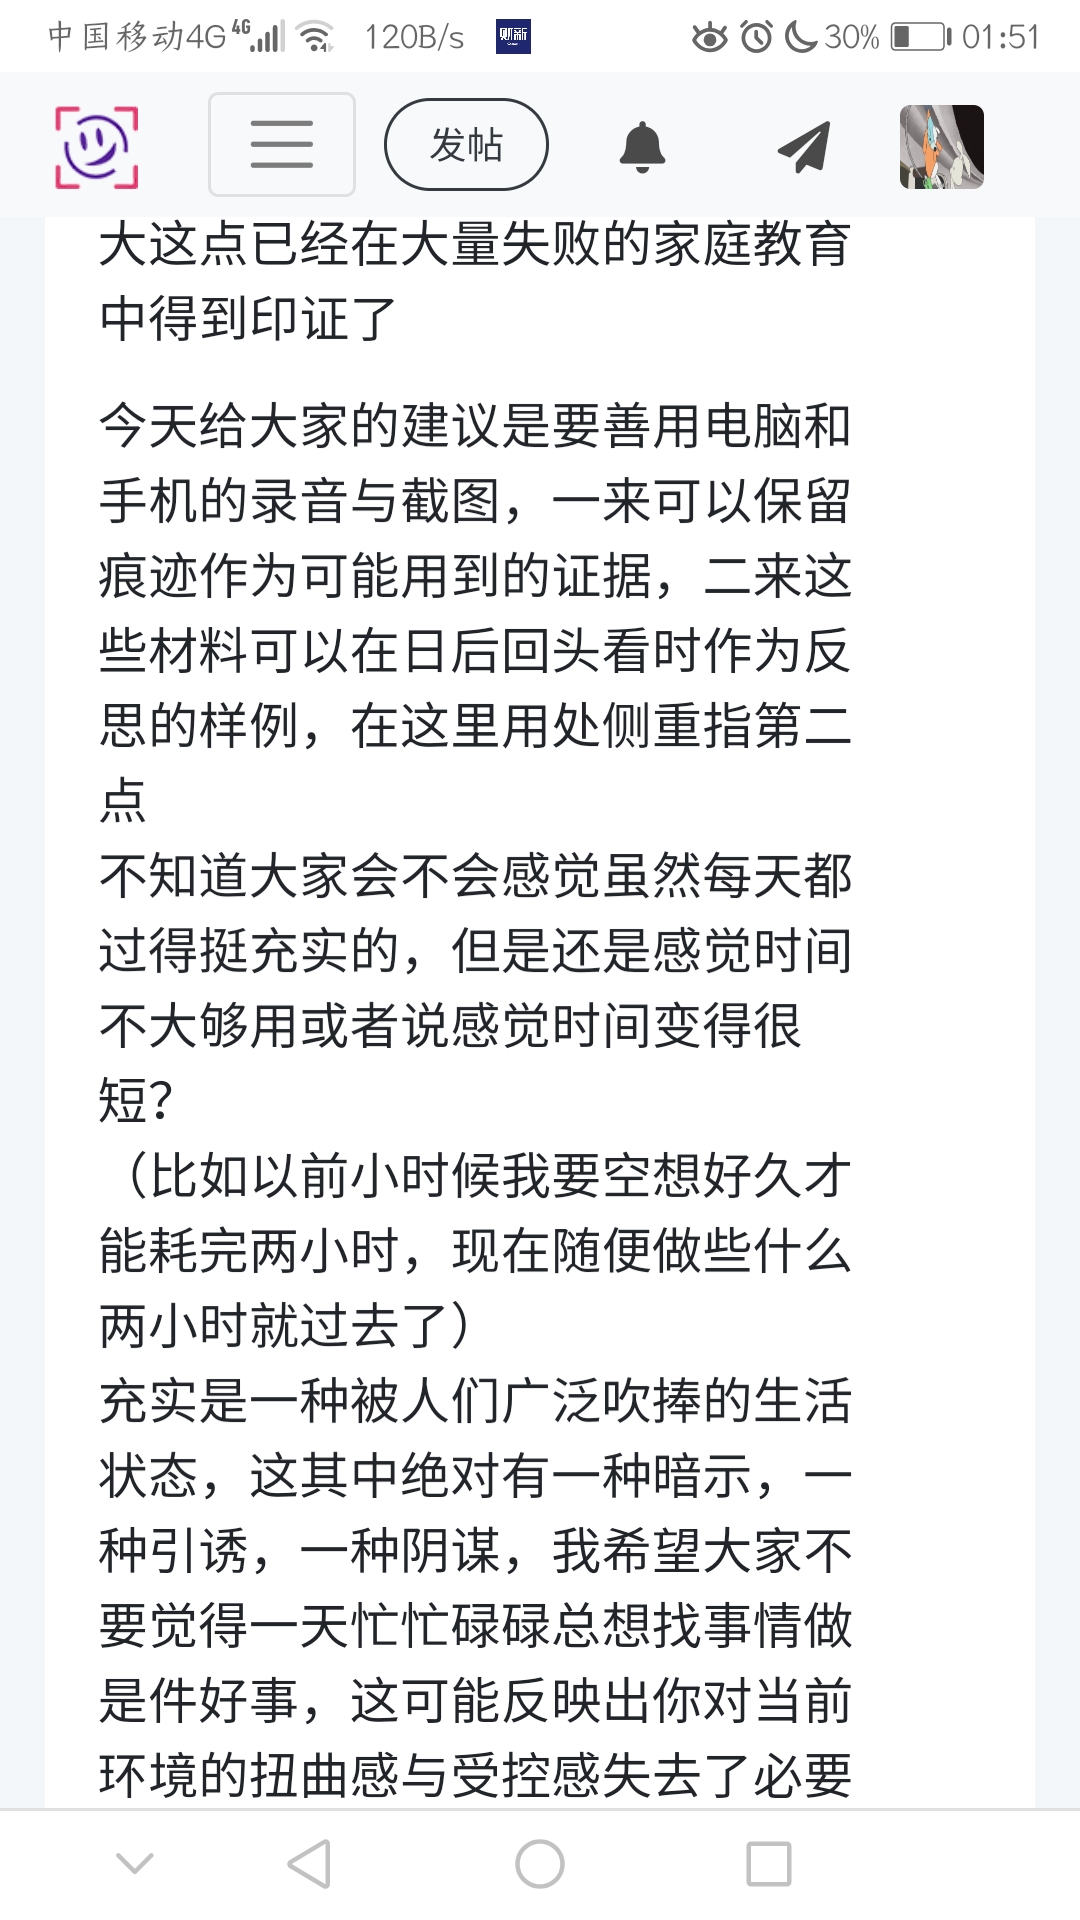 中国移动4G 4G 120B/s 财新 30% 01:51
发帖
大这点已经在大量失败的家庭教育
中得到印证了
今天给大家的建议是要善用电脑和
手机的录音与截图，一来可以保留
痕迹作为可能用到的证据，二来这
些材料可以在日后回头看时作为反
思的样例，在这里用处侧重指第二
点
不知道大家会不会感觉虽然每天都
过得挺充实的，但是还是感觉时间
不大够用或者说感觉时间变得很
短？
（比如以前小时候我要空想好久才
能耗完两小时，现在随便做些什么
两小时就过去了）
充实是一种被人们广泛吹捧的生活
状态，这其中绝对有一种暗示，一
种引诱，一种阴谋，我希望大家不
要觉得一天忙忙碌碌总想找事情做
是件好事，这可能反映出你对当前
环境的扭曲感与受控感失去了必要